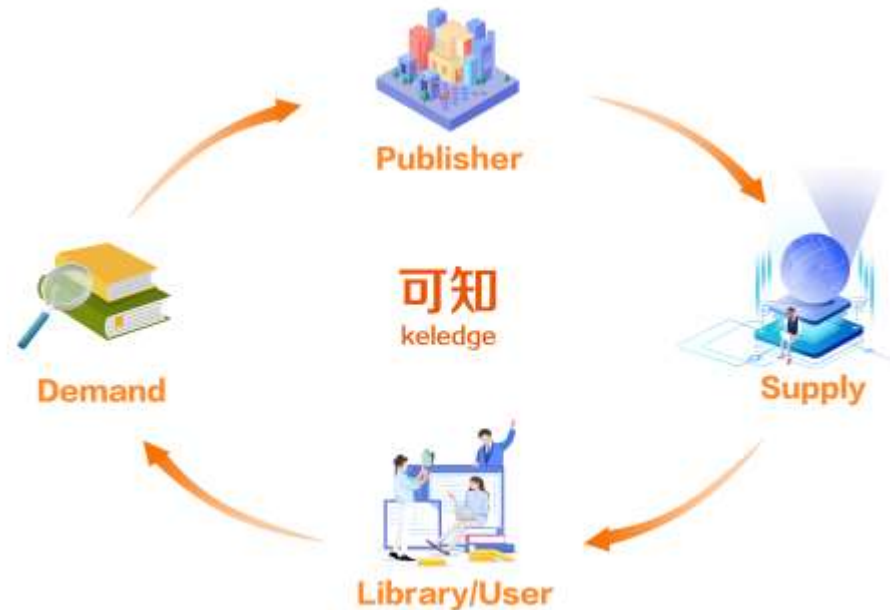 Publisher
可知
keledge
Demand
Supply
Library/User